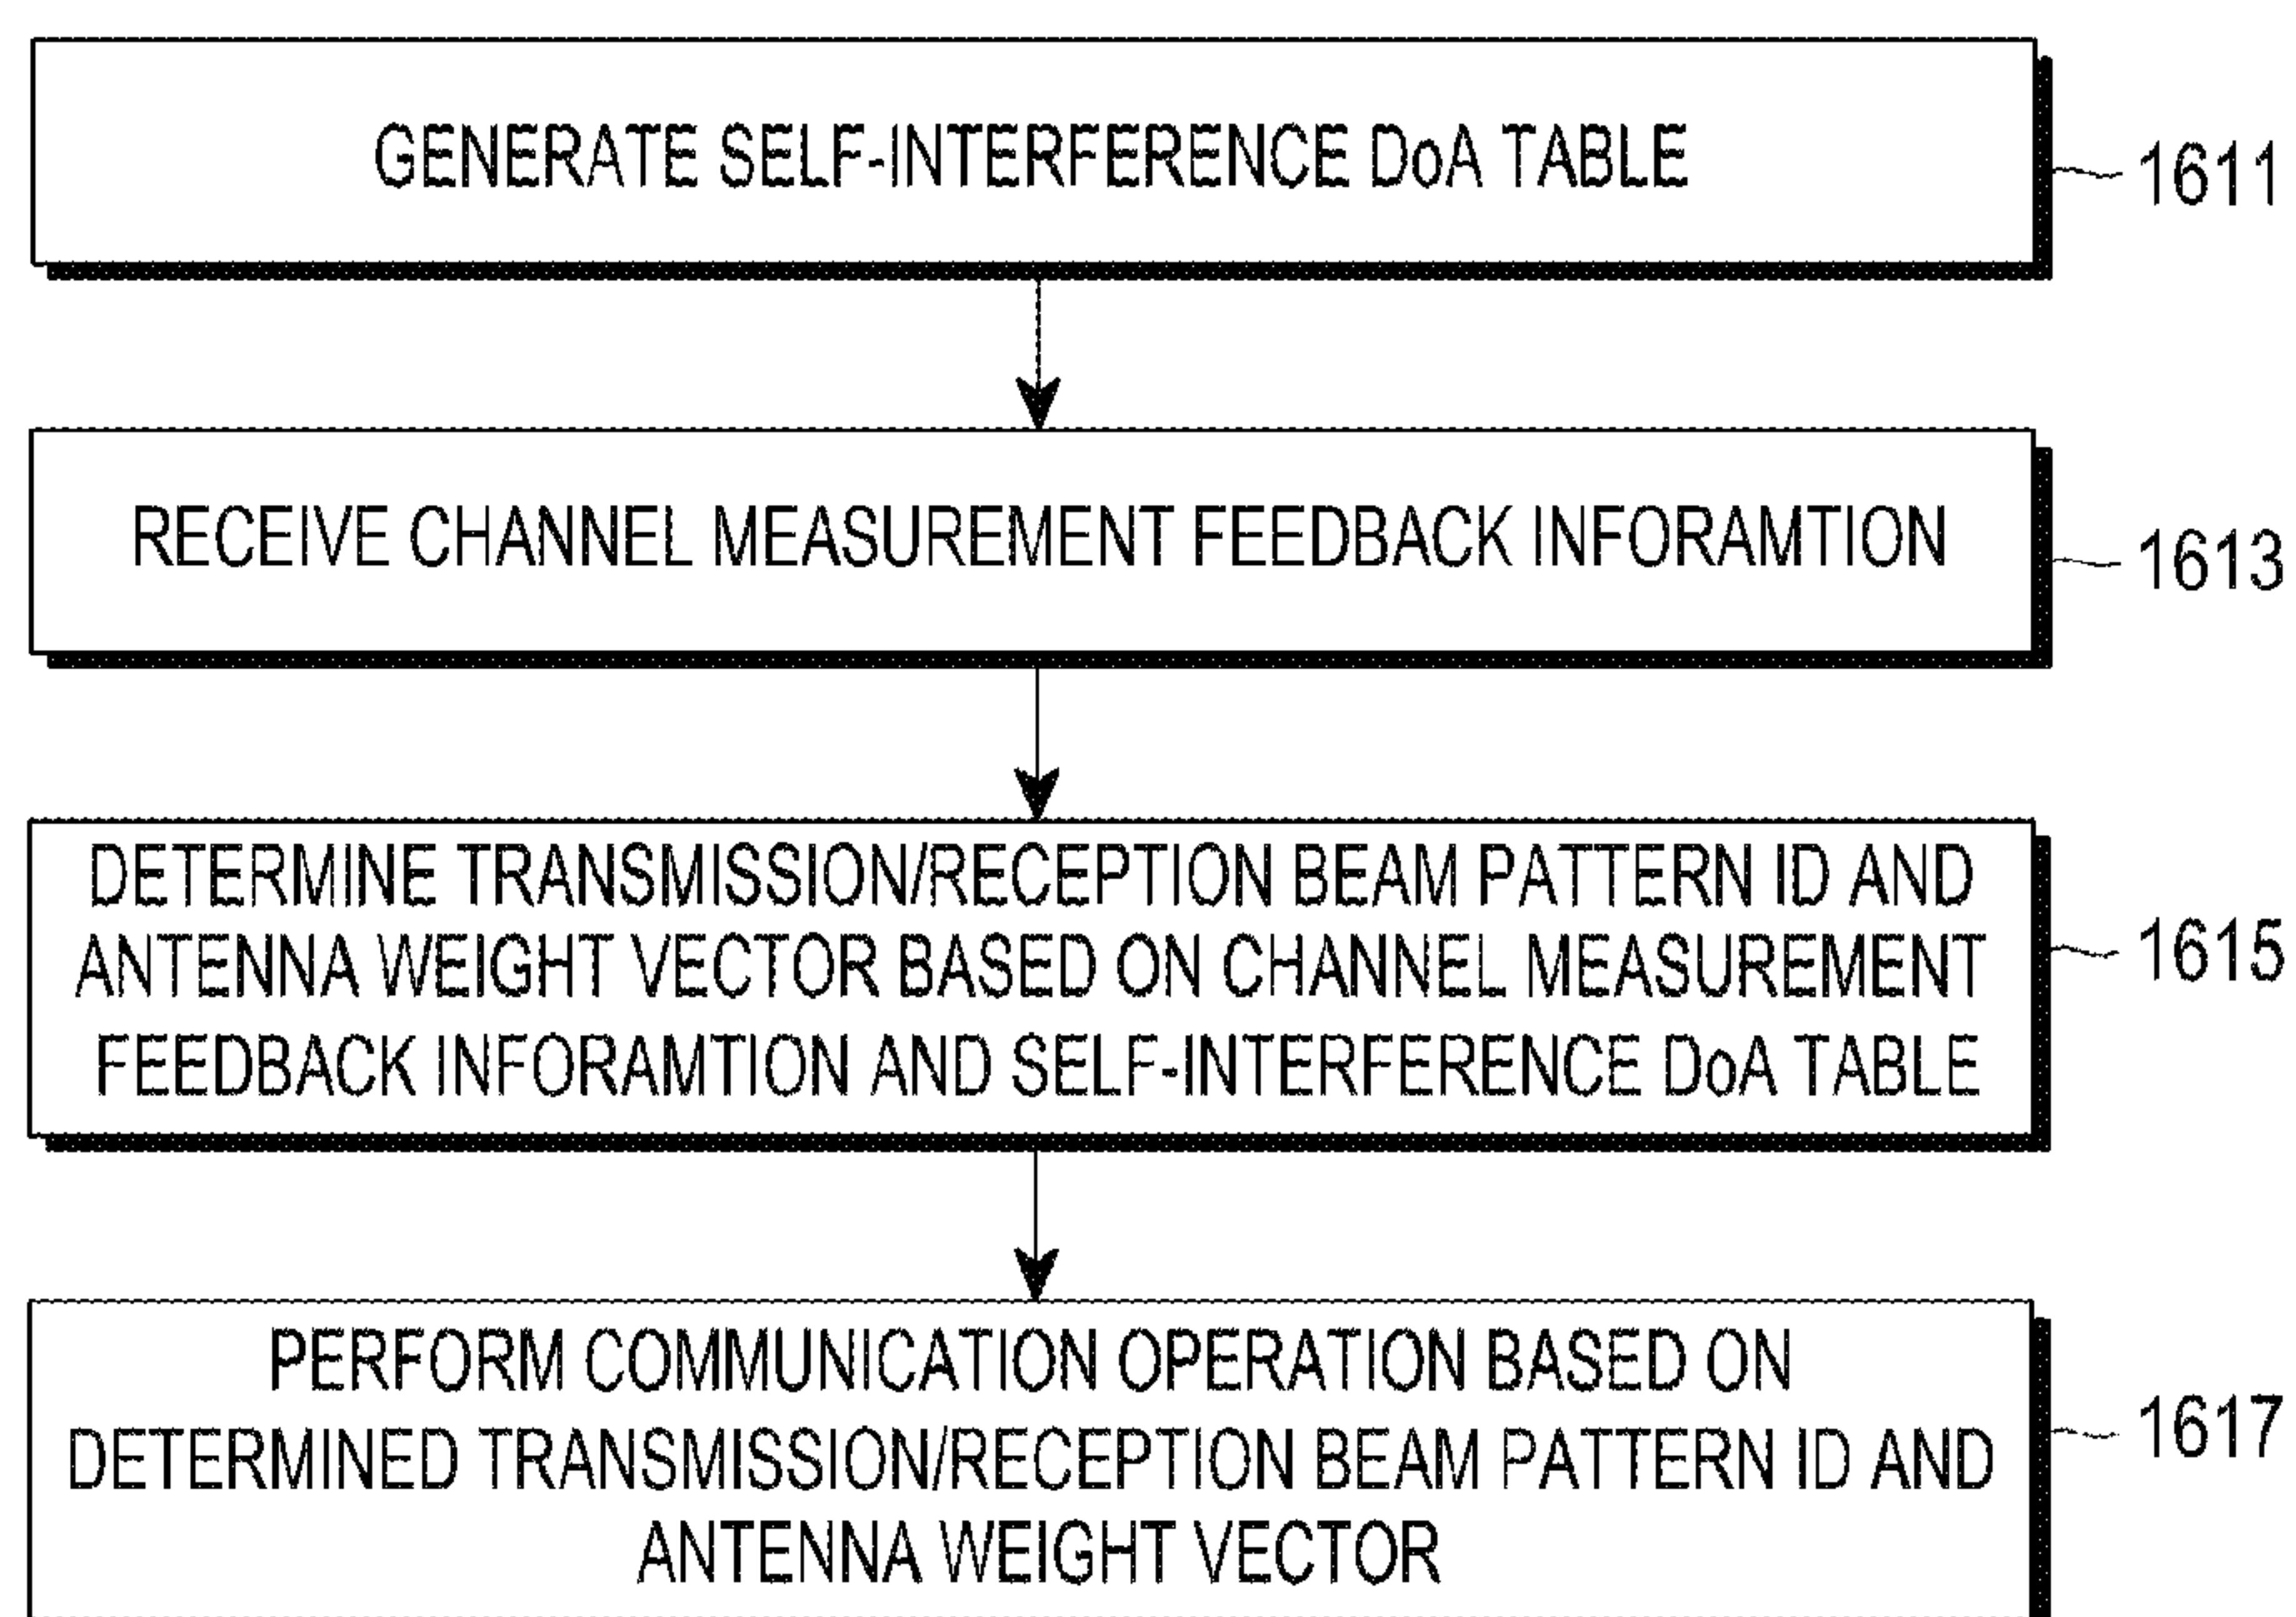 GENERATE SELF-INTERFERENCE DoA TABLE
1611
RECEIVE CHANNEL MEASUREMENT FEEDBACK INFORAMTION
1613
DETERMINE TRANSMISSION/RECEPTION BEAM PATTERN ID AND
ANTENNA WEIGHT VECTOR BASED ON CHANNEL MEASUREMENT
FEEDBACK INFORAMTION AND SELF-INTERFERENCE DoA TABLE
1615
PERFORM COMMUNICATION OPERATION BASED ON
DETERMINED TRANSMISSION/RECEPTION BEAM PATTERN ID AND
ANTENNA WEIGHT VECTOR
1617